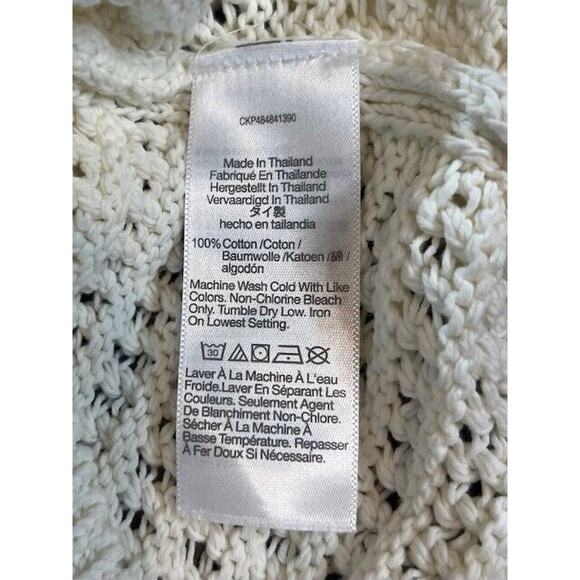 CKP484841390
Made In Thailand
Fabriqué En Thaïlande
Hergestellt In Thailand
Vervaardigd In Thailand
タイ製
hecho en tailandia
100% Cotton /Coton /
Baumwolle /Katoen /綿/
algodón
Machine Wash Cold With Like
Colors. Non-Chlorine Bleach
Only. Tumble Dry Low. Iron
On Lowest Setting.
30
Laver À La Machine À L'eau
Froide.Laver En Séparant Les
Couleurs. Seulement Agent
De Blanchiment Non-Chlore.
Sécher À La Machine À
Basse Température. Repasser
À Fer Doux Si Nécessaire.